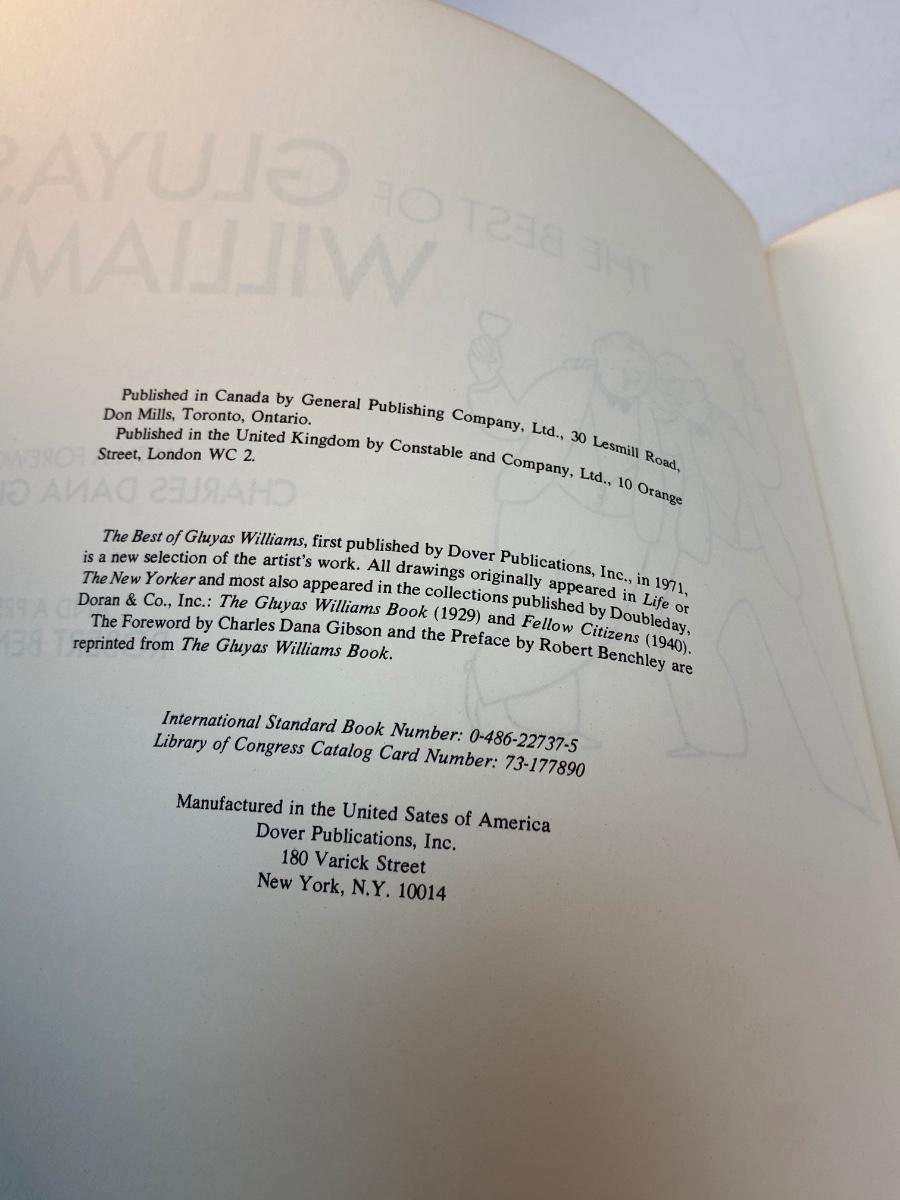 Published in Canada by General Publishing Company, Ltd., 30 Lesmill Road,
Don Mills, Toronto, Ontario.
Published in the United Kingdom by Constable and Company, Ltd., 10 Orange
Street, London WC 2.
The Best of Gluyas Williams, first published by Dover Publications, Inc., in 1971,
is a new selection of the artist's work. All drawings originally appeared in Life or
The New Yorker and most also appeared in the collections published by Doubleday,
Doran & Co., Inc.: The Gluyas Williams Book (1929) and Fellow Citizens (1940).
The Foreword by Charles Dana Gibson and the Preface by Robert Benchley are
reprinted from The Gluyas Williams Book.
International Standard Book Number: 0-486-22737-5
Library of Congress Catalog Card Number: 73-177890
Manufactured in the United Sates of America
Dover Publications, Inc.
180 Varick Street
New York, N.Y. 10014